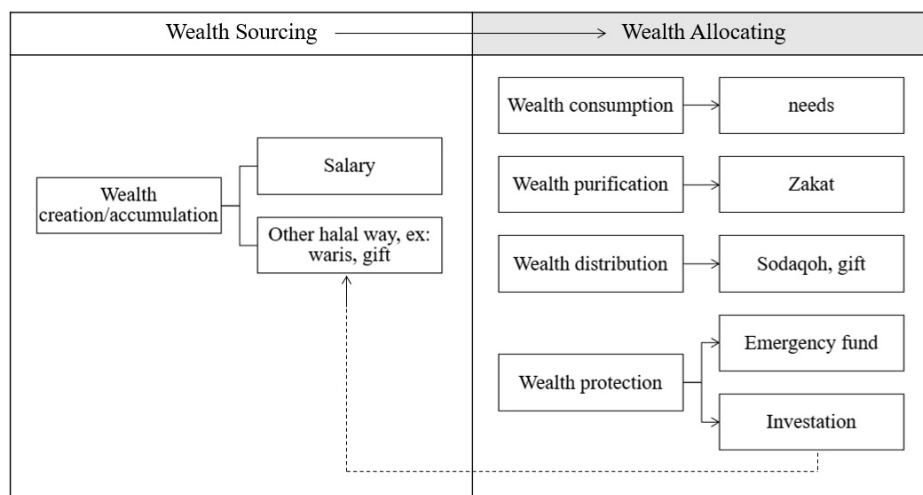 Wealth Sourcing
Wealth Allocating
Wealth
creation/accumulation
Salary
Other halal way, ex:
waris, gift
Wealth consumption
needs
Wealth purification
Zakat
Wealth distribution
Sodaqoh, gift
Wealth protection
Emergency fund
Investation